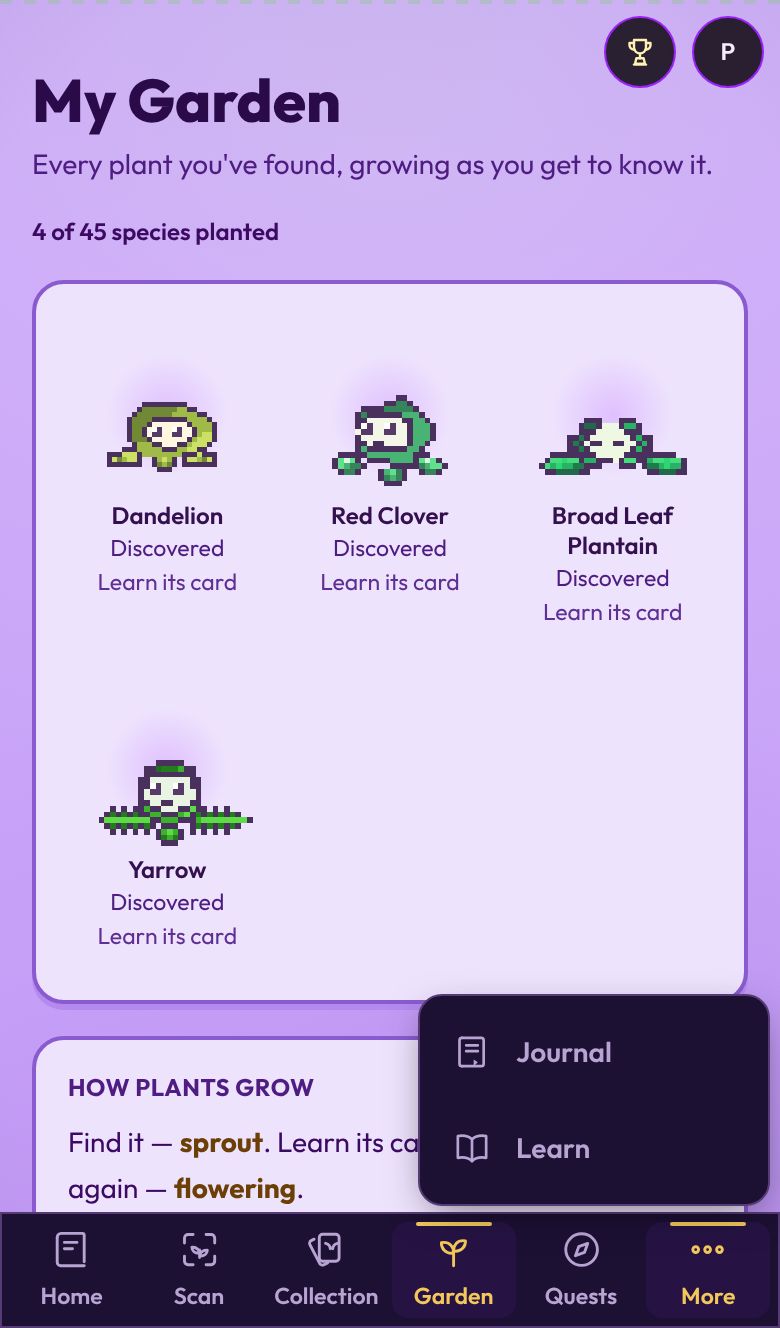 P
My Garden
Every plant you've found, growing as you get to know it.
4 of 45 species planted
Dandelion
Discovered
Learn its card
Red Clover
Discovered
Learn its card
Broad Leaf
Plantain
Discovered
Learn its card
Yarrow
Discovered
Learn its card
HOW PLANTS GROW
Find it — sprout. Learn its ca
again — flowering.
Journal
Learn
Home
Scan
Collection
Garden
Quests
More